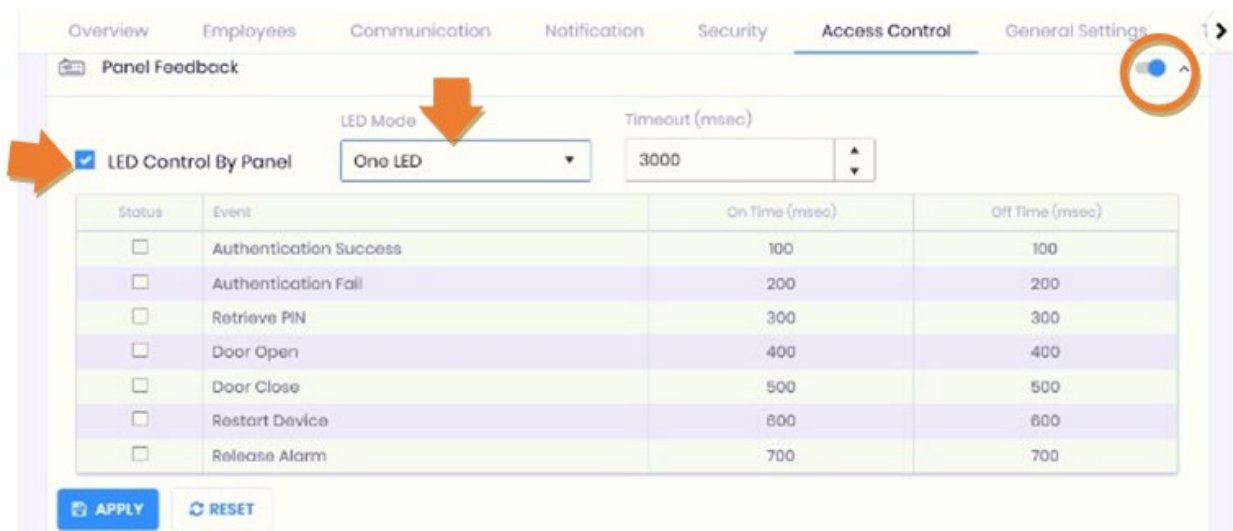 Overview Employees Communication Notification Security Access Control General Settings
Panel Feedback
LED Mode Timeout (msec)
LED Control By Panel One LED 3000
Status Event On Time (msec) Off Time (msec)
Authentication Success 100 100
Authentication Fail 200 200
Retrieve PIN 300 300
Door Open 400 400
Door Close 500 500
Restart Device 600 600
Release Alarm 700 700
APPLY RESET